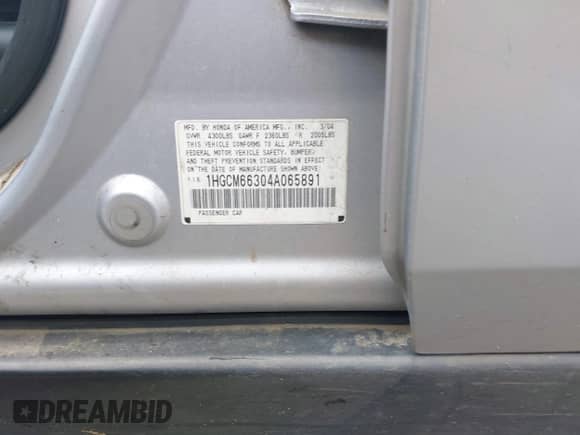 MFD. BY HONDA OF AMERICA MFG., INC. 3/04
GVWR 4300LBS GAWR F 2360LBS R 2005LBS
THIS VEHICLE CONFORMS TO ALL APPLICABLE
FEDERAL MOTOR VEHICLE SAFETY, BUMPER,
AND THEFT PREVENTION STANDARDS IN EFFECT
ON THE DATE OF MANUFACTURE SHOWN ABOVE.
V.I.N. 1HGCM66304A065891
PASSENGER CAR
DREAMBID